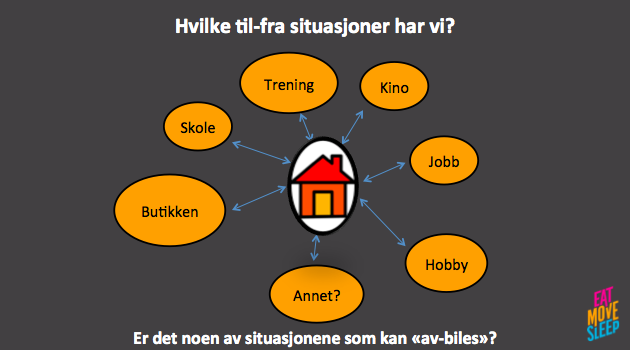 Hvilke til-fra situasjoner har vi?
Trening
Kino
Skole
Jobb
Butikken
Hobby
Annet?
EAT
MOVE
SLEEP
Er det noen av situasjonene som kan «av-biles»?